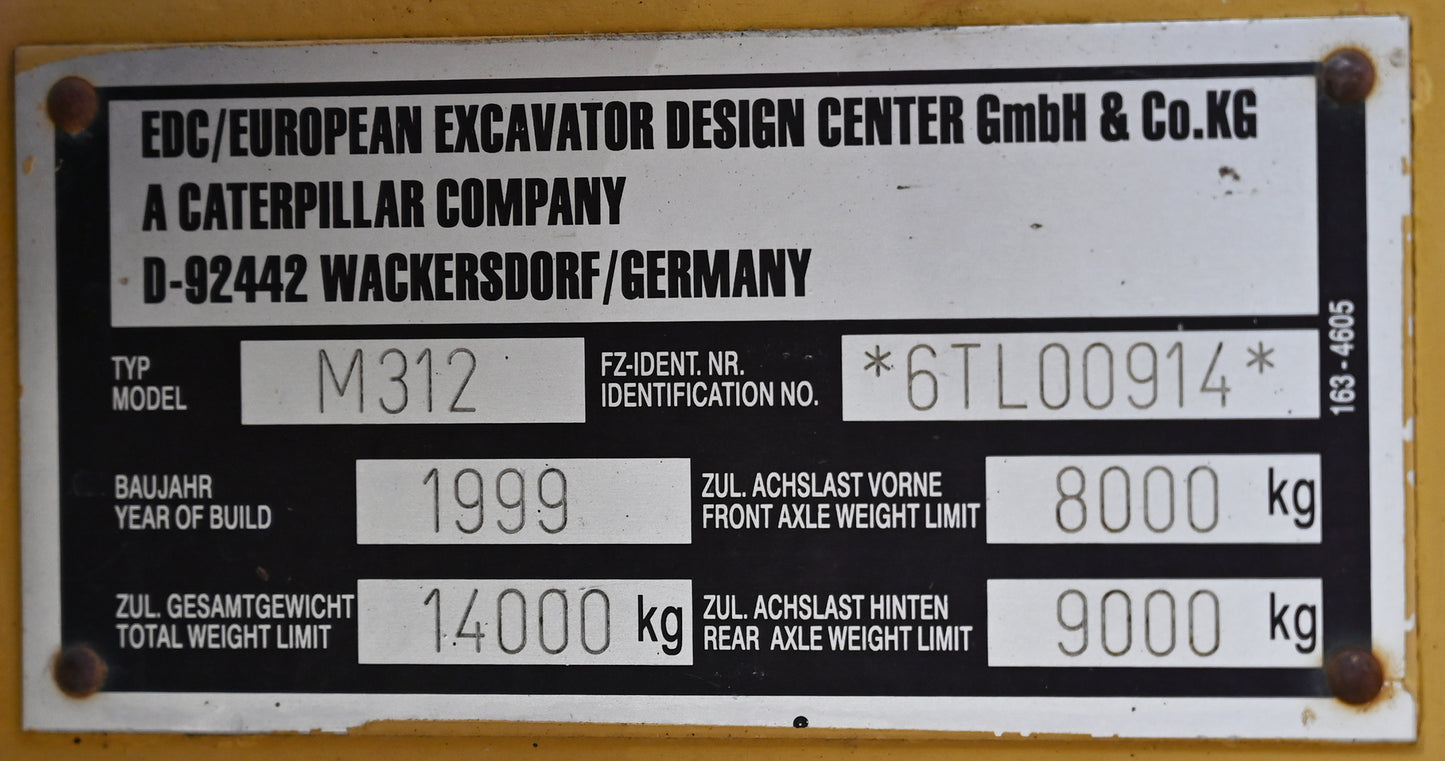 EDC/EUROPEAN EXCAVATOR DESIGN CENTER GmbH & Co.KG
A CATERPILLAR COMPANY
D-92442 WACKERSDORF/GERMANY
TYP
MODEL
M312
FZ-IDENT. NR.
IDENTIFICATION NO.
*6TL00914*
163-4605
BAUJAHR
YEAR OF BUILD
1999
ZUL. ACHSLAST VORNE
FRONT AXLE WEIGHT LIMIT
8000 kg
ZUL. GESAMTGEWICHT
TOTAL WEIGHT LIMIT
14000 kg
ZUL. ACHSLAST HINTEN
REAR AXLE WEIGHT LIMIT
9000 kg